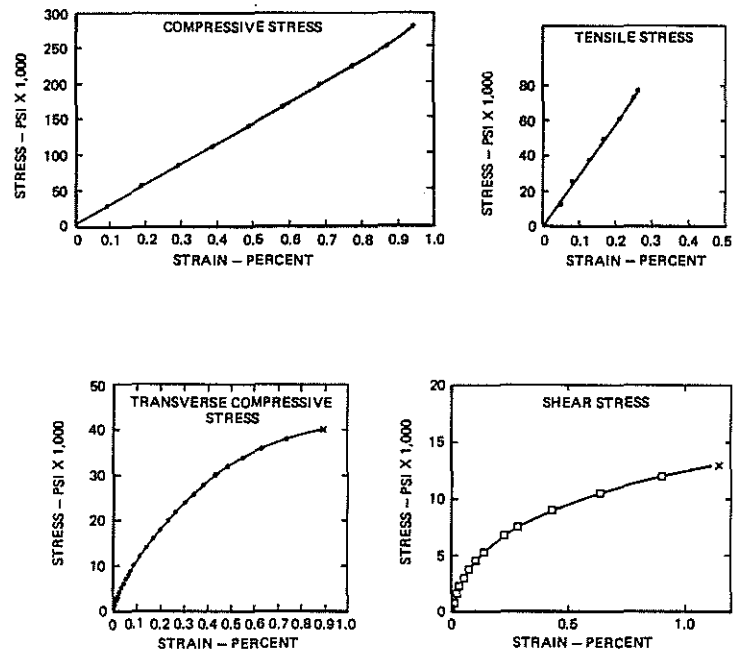 COMPRESSIVE STRESS
STRESS – PSI X 1,000
300
250
200
150
100
50
0
0 0.1 0.2 0.3 0.4 0.5 0.6 0.7 0.8 0.9 1.0
STRAIN – PERCENT
TENSILE STRESS
STRESS – PSI X 1,000
80
60
40
20
0
0 0.1 0.2 0.3 0.4 0.5
STRAIN – PERCENT
TRANSVERSE COMPRESSIVE
STRESS
STRESS – PSI X 1,000
50
40
30
20
10
0
0 0.1 0.2 0.3 0.4 0.5 0.6 0.7 0.8 0.9 1.0
STRAIN – PERCENT
SHEAR STRESS
STRESS – PSI X 1,000
20
15
10
5
0
0 0.5 1.0
STRAIN – PERCENT